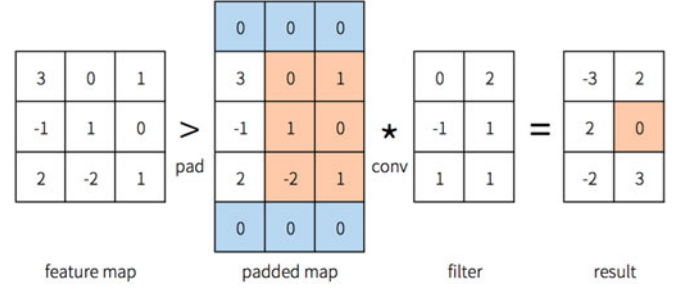 0 0 0
3 0 1 3 0 1 0 2 -3 2
-1 1 0 > -1 1 0 * -1 1 = 2 0
pad conv
2 -2 1 2 -2 1 1 1 -2 3
0 0 0
feature map padded map filter result